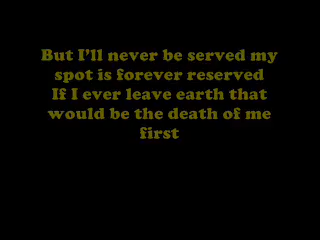 But I’ll never be served my
spot is forever reserved
If I ever leave earth that
would be the death of me
first